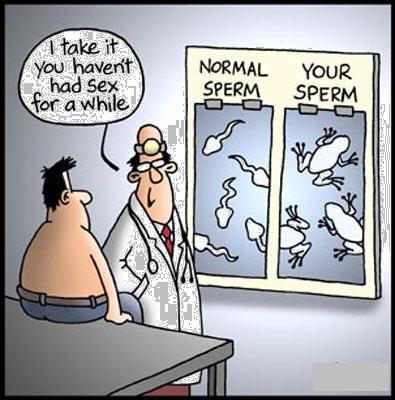 I take it
you haven't
had sex
for a while
NORMAL
SPERM
YOUR
SPERM